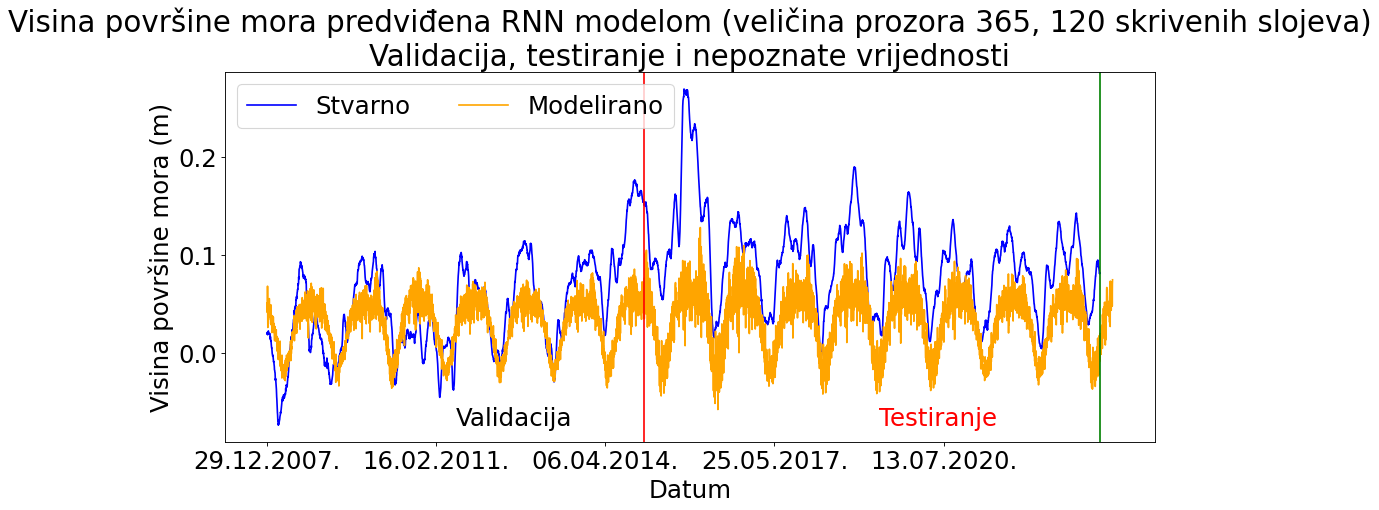 Visina površine mora predviđena RNN modelom (veličina prozora 365, 120 skrivenih slojeva)
Validacija, testiranje i nepoznate vrijednosti
Stvarno Modelirano
Visina površine mora (m)
0.2
0.1
0.0
Validacija Testiranje
29.12.2007. 16.02.2011. 06.04.2014. 25.05.2017. 13.07.2020.
Datum